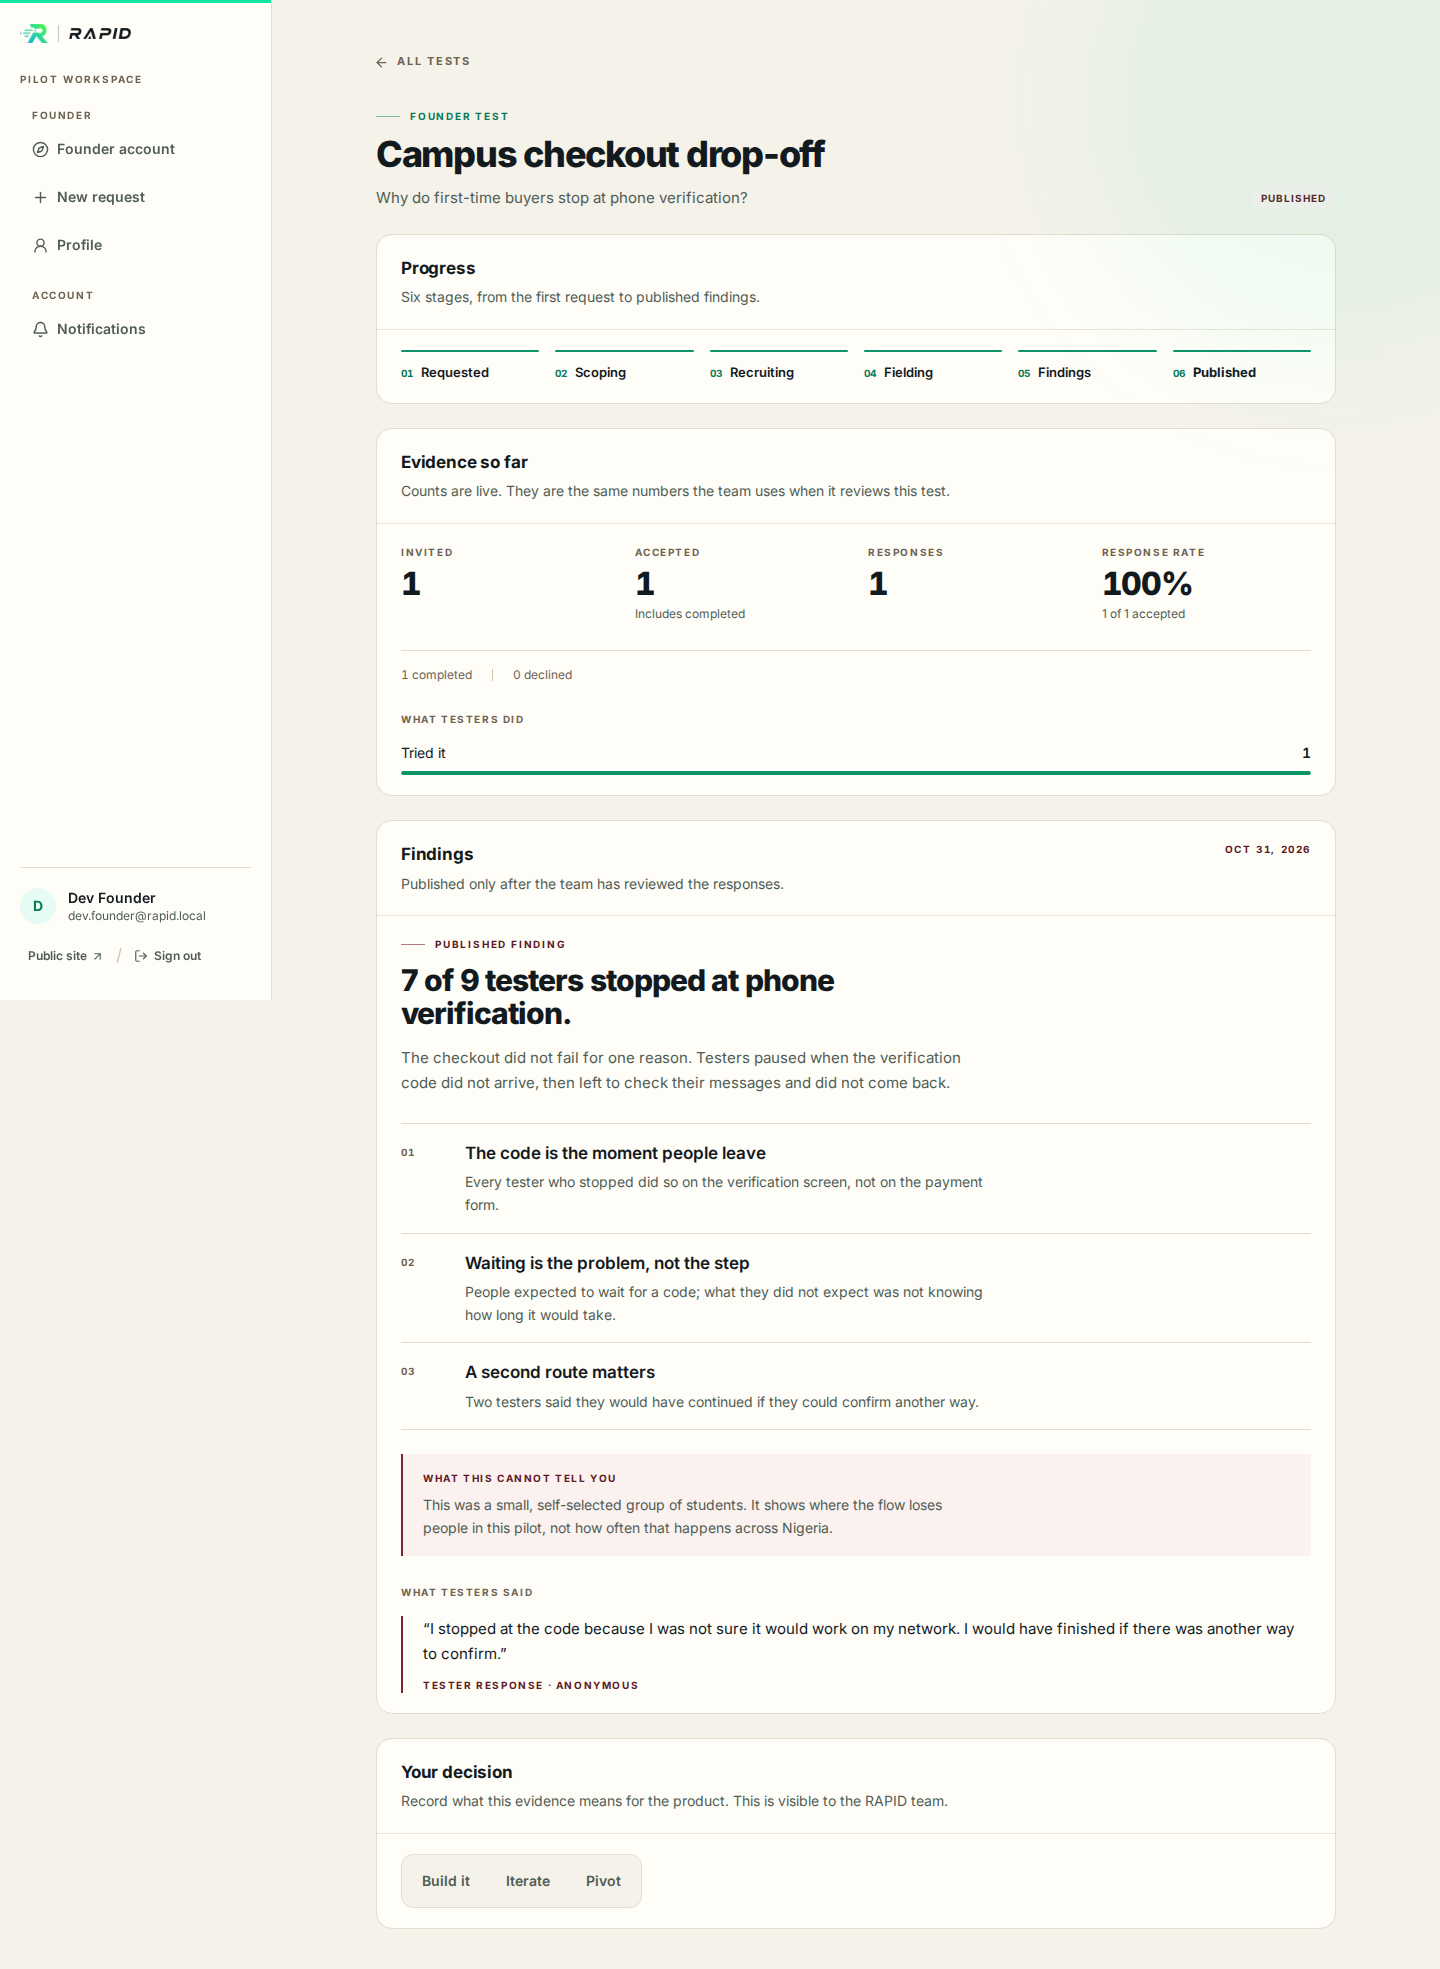 RAPID
PILOT WORKSPACE
FOUNDER
Founder account
New request
Profile
ACCOUNT
Notifications
D
Dev Founder
dev.founder@rapid.local
Public site / Sign out
ALL TESTS
FOUNDER TEST
Campus checkout drop-off
Why do first-time buyers stop at phone verification?
PUBLISHED
Progress
Six stages, from the first request to published findings.
01 Requested
02 Scoping
03 Recruiting
04 Fielding
05 Findings
06 Published
Evidence so far
Counts are live. They are the same numbers the team uses when it reviews this test.
INVITED
1
ACCEPTED
1
Includes completed
RESPONSES
1
RESPONSE RATE
100%
1 of 1 accepted
1 completed
0 declined
WHAT TESTERS DID
Tried it 1
Findings
OCT 31, 2026
Published only after the team has reviewed the responses.
PUBLISHED FINDING
7 of 9 testers stopped at phone
verification.
The checkout did not fail for one reason. Testers paused when the verification
code did not arrive, then left to check their messages and did not come back.
01 The code is the moment people leave
Every tester who stopped did so on the verification screen, not on the payment
form.
02 Waiting is the problem, not the step
People expected to wait for a code; what they did not expect was not knowing
how long it would take.
03 A second route matters
Two testers said they would have continued if they could confirm another way.
WHAT THIS CANNOT TELL YOU
This was a small, self-selected group of students. It shows where the flow loses
people in this pilot, not how often that happens across Nigeria.
WHAT TESTERS SAID
“I stopped at the code because I was not sure it would work on my network. I would have finished if there was another way
to confirm.”
TESTER RESPONSE · ANONYMOUS
Your decision
Record what this evidence means for the product. This is visible to the RAPID team.
Build it
Iterate
Pivot